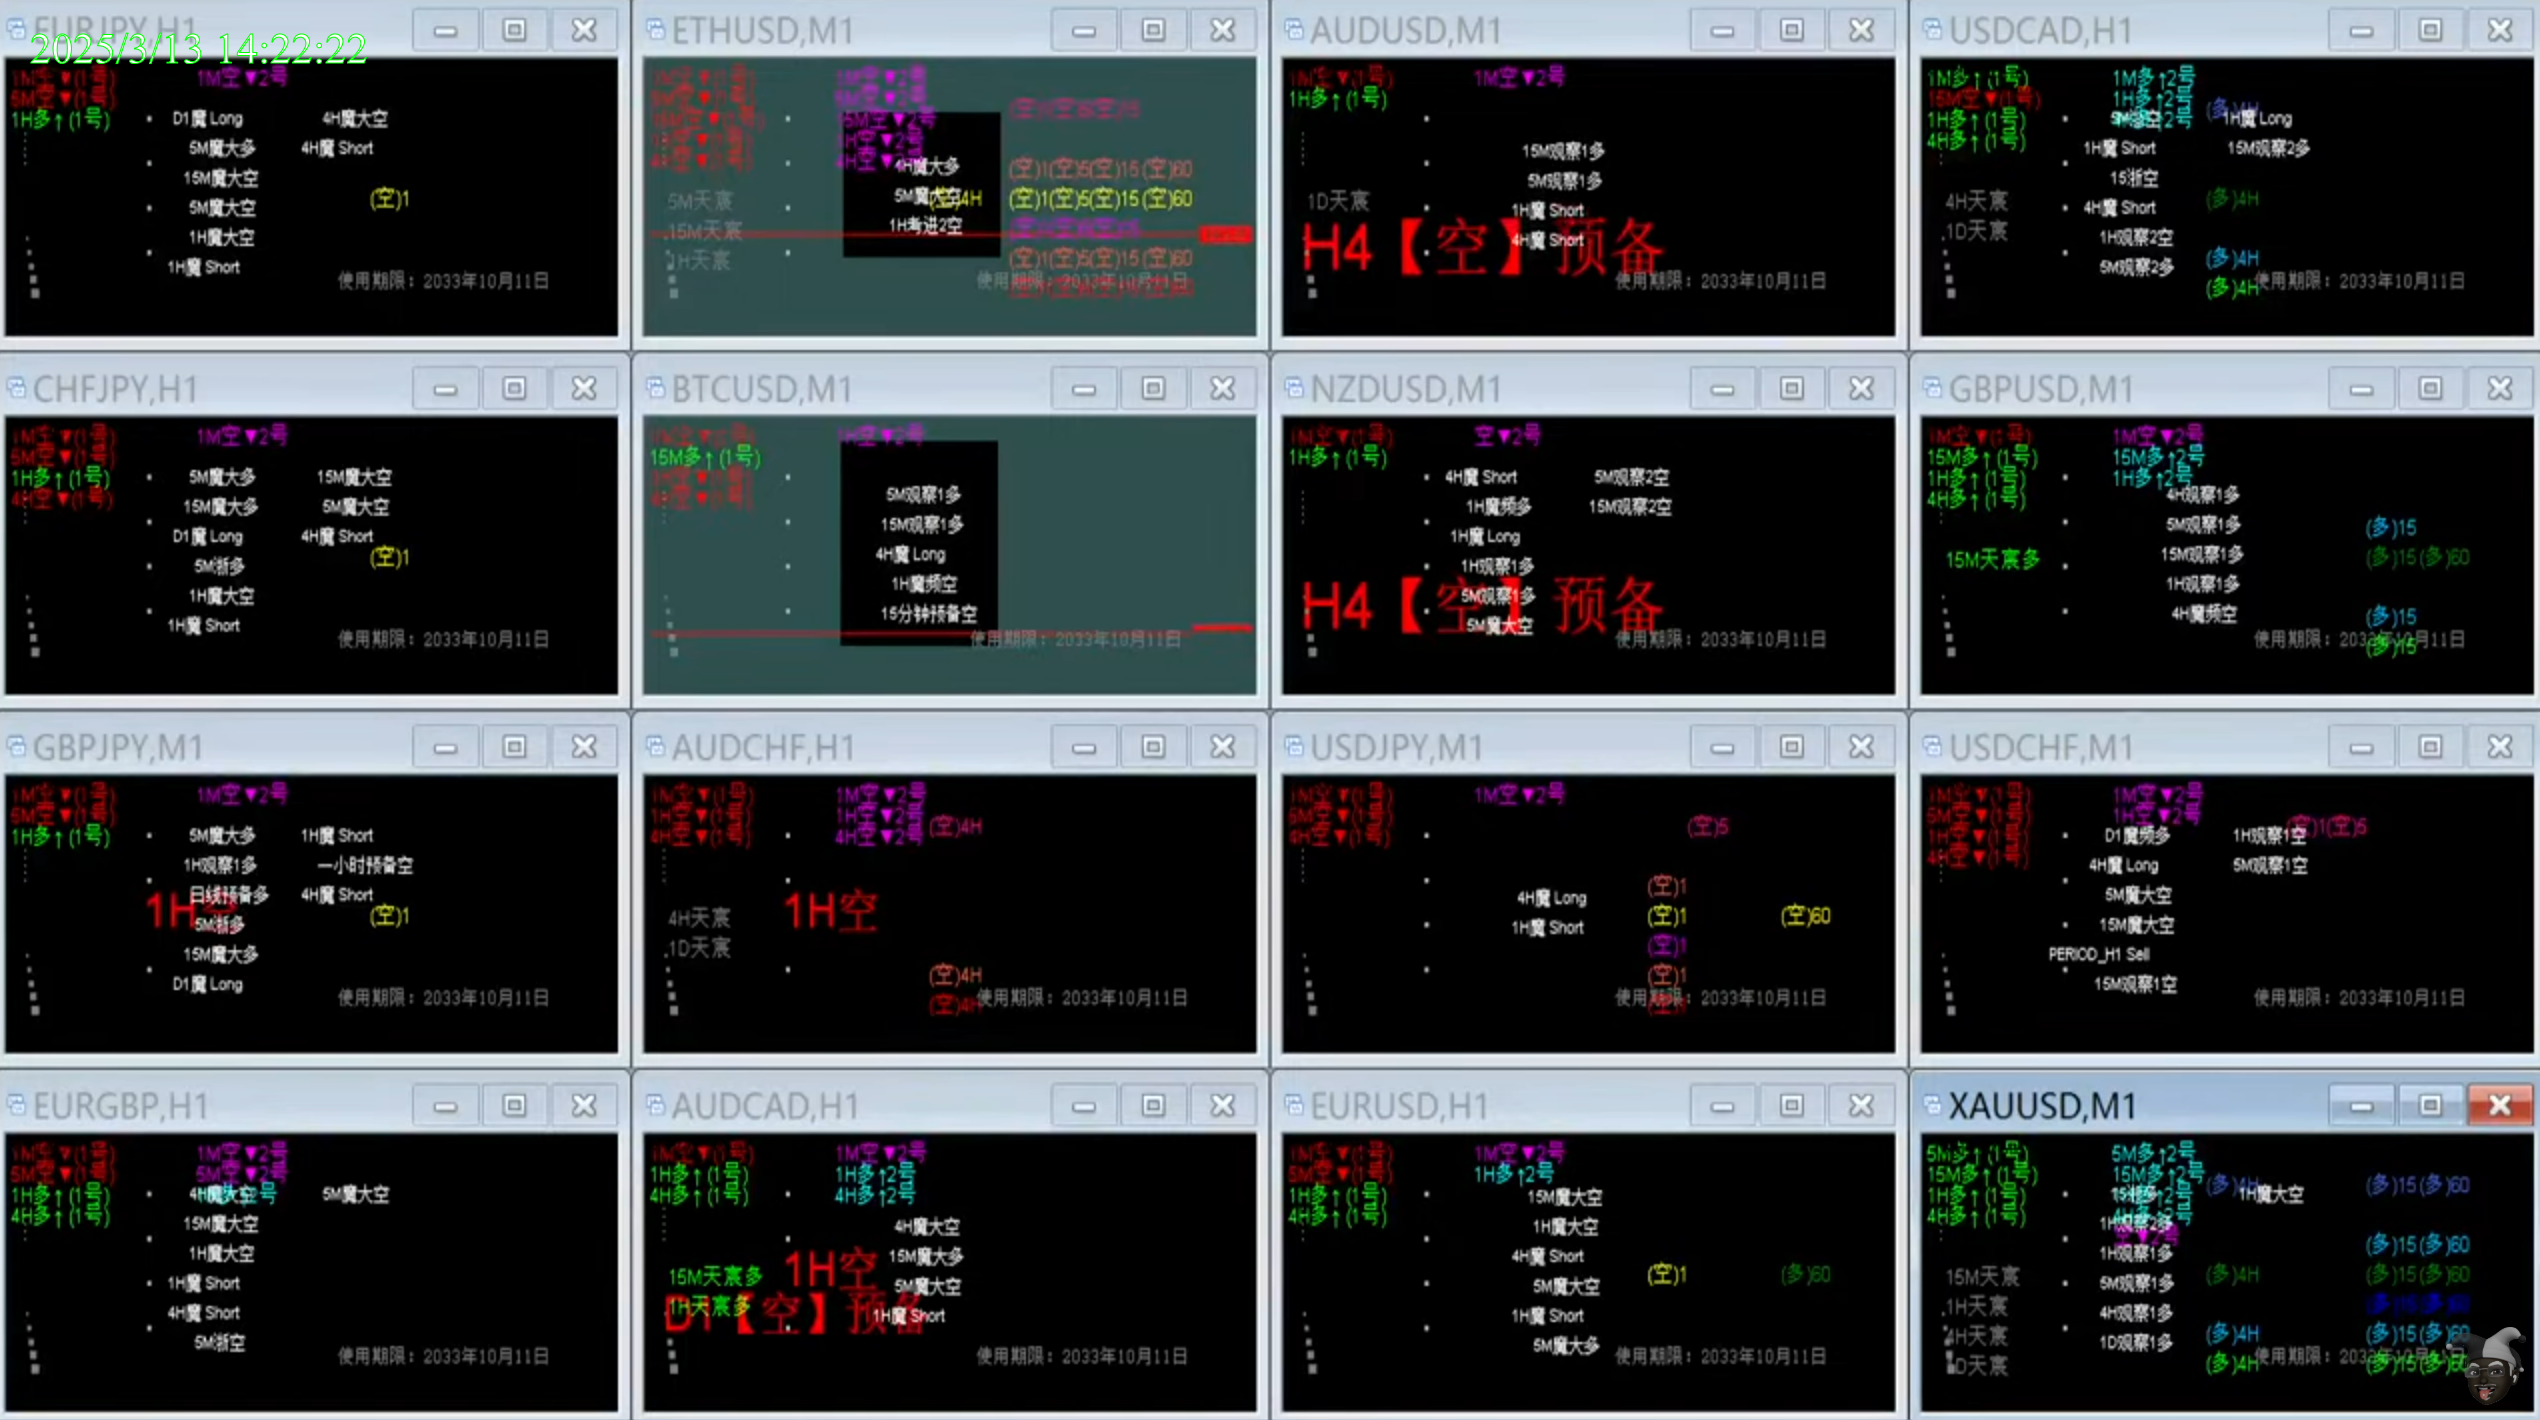 EURJPY,H1
2025/3/13 14:22:22
1M空▼(1号)
5M空▼(1号)
1H多↑(1号)
1M空▼2号
D1魔 Long
4H魔大空
5M魔大多
4H魔 Short
15M魔大空
5M魔大空
(空)1
1H魔大空
1H魔 Short
使用期限：2033年10月11日
ETHUSD,M1
15M空▼2号
4H空▼2号
4H魔大多
(空)1(空)5(空)15(空)60
5M天宸
5M魔大空
(空)4H
(空)1(空)5(空)15(空)60
15M天宸
1H考进2空
1H天宸
(空)1(空)5(空)15(空)60
使用期限：2033年10月11日
AUDUSD,M1
1M空▼(1号)
1H多↑(1号)
1M空▼2号
15M观察1多
5M观察1多
1D天宸
1H魔 Short
H4【空】预备
4H魔 Short
使用期限：2033年10月11日
USDCAD,H1
1M多↑(1号)
15M空▼(1号)
1H多↑(1号)
4H多↑(1号)
1M多↑2号
1H多↑2号
(多)4H
1H魔 Long
1H魔 Short
15M观察2多
15浙空
4H天宸
(多)4H
4H魔 Short
1D天宸
1H观察2空
(多)4H
5M观察2多
(多)4H
使用期限：2033年10月11日
CHFJPY,H1
1M空▼(1号)
5M空▼(1号)
1H多↑(1号)
4H空▼(1号)
1M空▼2号
5M魔大多
15M魔大空
15M魔大多
5M魔大空
D1魔 Long
4H魔 Short
(空)1
5M浙多
1H魔大空
1H魔 Short
使用期限：2033年10月11日
BTCUSD,M1
15M多↑(1号)
1H空▼2号
5M观察1多
15M观察1多
4H魔 Long
1H魔频空
15分钟预备空
使用期限：2033年10月11日
NZDUSD,M1
1M空▼(1号)
1H多↑(1号)
空▼2号
4H魔 Short
5M观察2空
1H魔频多
15M观察2空
1H魔 Long
1H观察1多
H4【空】预备
5M观察1多
5M魔大空
使用期限：2033年10月11日
GBPUSD,M1
1M空▼(1号)
15M多↑(1号)
1H多↑(1号)
4H多↑(1号)
1M空▼2号
15M多↑2号
1H多↑2号
4H观察1多
5M观察1多
(多)15
15M天宸多
15M观察1多
(多)15(多)60
1H观察1多
4H魔频空
(多)15
(多)15
使用期限：2033年10月11日
GBPJPY,M1
1M空▼(1号)
5M空▼(1号)
1H多↑(1号)
1M空▼2号
5M魔大多
1H魔 Short
1H观察1多
一小时预备空
日线预备多
4H魔 Short
1H空
(空)1
5M浙多
15M魔大多
D1魔 Long
使用期限：2033年10月11日
AUDCHF,H1
1M空▼(1号)
1H空▼(1号)
4H空▼(1号)
1M空▼2号
1H空▼2号
4H空▼2号
(空)4H
4H天宸
1H空
1D天宸
(空)4H
(空)4H
使用期限：2033年10月11日
USDJPY,M1
1M空▼(1号)
5M空▼(1号)
4H空▼(1号)
1M空▼2号
(空)5
(空)1
4H魔 Long
(空)1
(空)60
1H魔 Short
(空)1
(空)1
使用期限：2033年10月11日
USDCHF,M1
1M空▼(1号)
5M空▼(1号)
1H空▼(1号)
4H空▼(1号)
1M空▼2号
1H空▼2号
(空)1(空)5
D1魔频多
1H观察1空
4H魔 Long
5M观察1空
5M魔大空
15M魔大空
PERIOD_H1 Sell
15M观察1空
使用期限：2033年10月11日
EURGBP,H1
1M空▼(1号)
5M空▼(1号)
1H多↑(1号)
4H多↑(1号)
1M空▼2号
5M空▼2号
4H魔大空
5M魔大空
15M魔大空
1H魔大空
1H魔 Short
4H魔 Short
5M浙空
使用期限：2033年10月11日
AUDCAD,H1
1M空▼(1号)
1H多↑(1号)
4H多↑(1号)
1M空▼2号
1H多↑2号
4H多↑2号
4H魔大空
15M魔大多
1H空
15M天宸多
5M魔大空
1H天宸多
D1【空】预备
1H魔 Short
使用期限：2033年10月11日
EURUSD,H1
1M空▼(1号)
5M空▼(1号)
1H多↑(1号)
4H多↑(1号)
1M空▼2号
1H多↑2号
15M魔大空
1H魔大空
4H魔 Short
(空)1
(多)60
5M魔大空
1H魔 Short
5M魔大多
使用期限：2033年10月11日
XAUUSD,M1
5M多↑(1号)
15M多↑(1号)
1H多↑(1号)
4H多↑(1号)
5M多↑2号
15M多↑2号
(多)4H
(多)15(多)60
1H魔大空
1H观察2多
(多)15(多)60
1H观察1多
15M天宸
5M观察1多
(多)4H
(多)15(多)60
1H天宸
4H观察1多
4H天宸
1D观察1多
(多)4H
(多)15(多)60
1D天宸
(多)4H